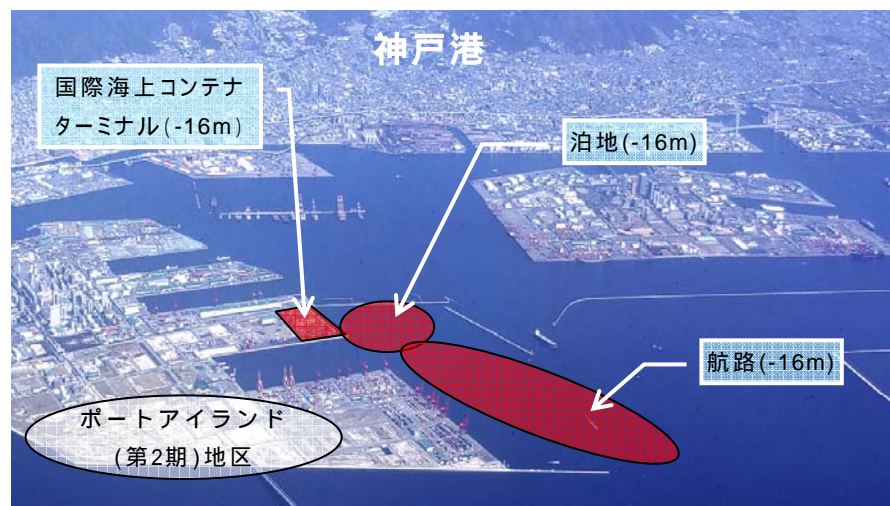 神戸港
国際海上コンテナ
ターミナル(-16m)
泊地(-16m)
航路(-16m)
ポートアイランド
(第2期)地区